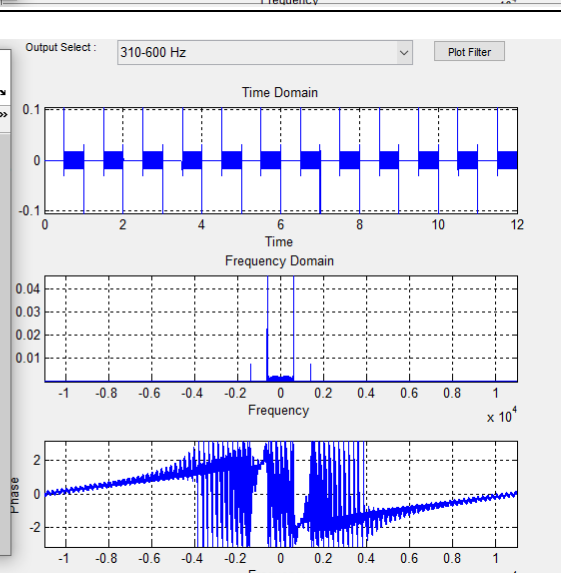 Frequency
Output Select :
310-600 Hz
Plot Filter
»
Time Domain
0.1
0
-0.1
0 2 4 6 8 10 12
Time
Frequency Domain
0.04
0.03
0.02
0.01
-1 -0.8 -0.6 -0.4 -0.2 0 0.2 0.4 0.6 0.8 1
Frequency
x 10⁴
Phase
2
0
-2
-1 -0.8 -0.6 -0.4 -0.2 0 0.2 0.4 0.6 0.8 1